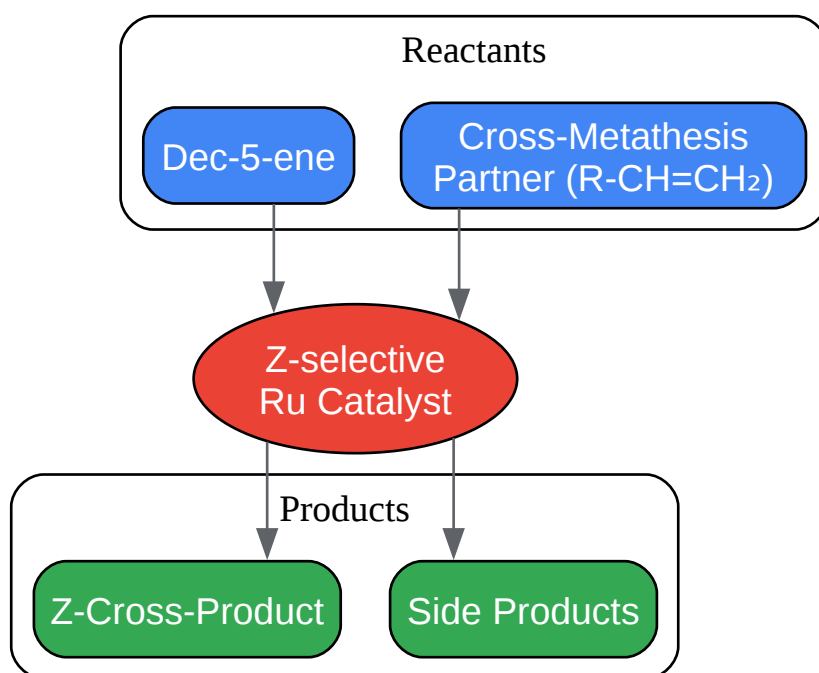 Reactants
Dec-5-ene
Cross-Metathesis
Partner (R-CH=CH₂)
Z-selective
Ru Catalyst
Products
Z-Cross-Product
Side Products